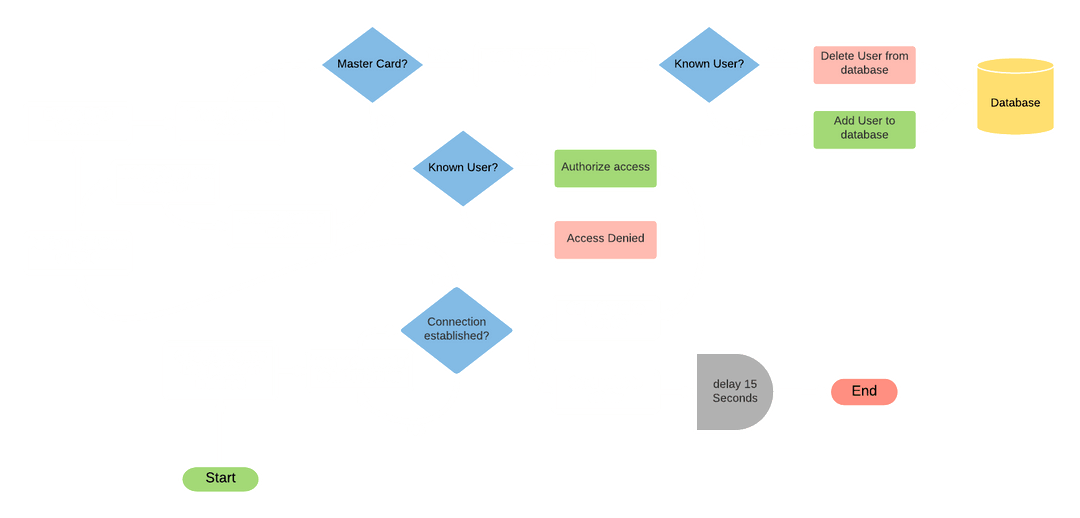 Master Card?
Known User?
Delete User from
database
Database
Add User to
database
Known User?
Authorize access
Access Denied
Connection
established?
delay 15
Seconds
End
Start